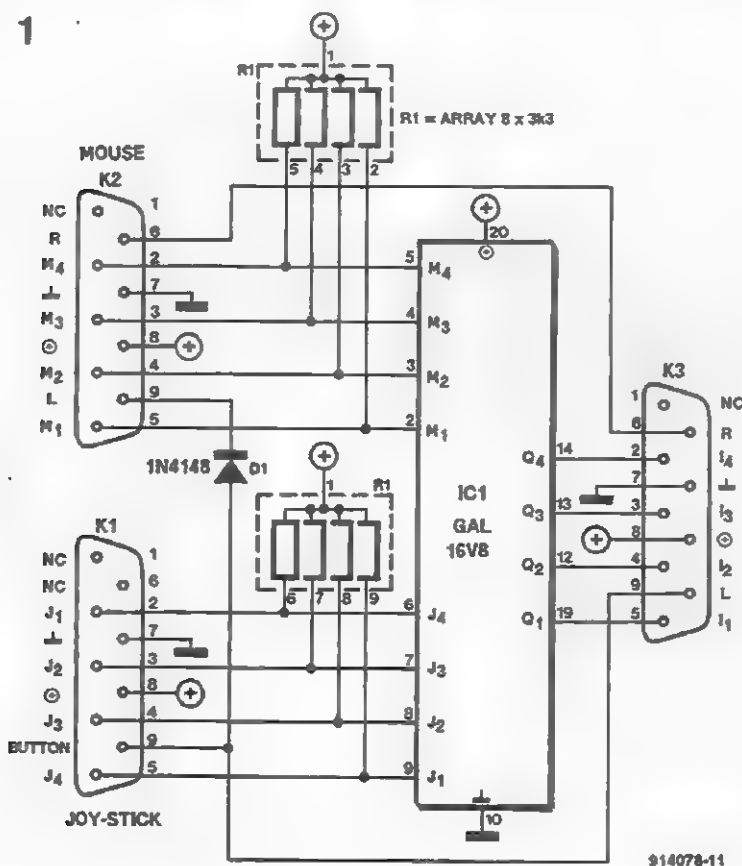 1
1
R1
R1 = ARRAY 8 x 3k3
5 4 3 2
MOUSE
K2
NC 1
R 6
M4 2
⊥ 7
M3 3
⊕ 8
M2 4
L 9
M1 5
20
5 M4
4 M3
3 M2
2 M1
1N4148 D1
IC1
GAL
16V8
Q4 14
Q3 13
Q2 12
Q1 19
K3
1 NC
6 R
2 I4
7 ⊥
3 I3
8 ⊕
4 I2
9 L
5 I1
1
R1
6 7 8 9
K1
NC 1
NC 6
J1 2
⊥ 7
J2 3
⊕ 8
J3 4
BUTTON 9
J4 5
6 J4
7 J3
8 J2
9 J1
10
JOY-STICK
914078-11